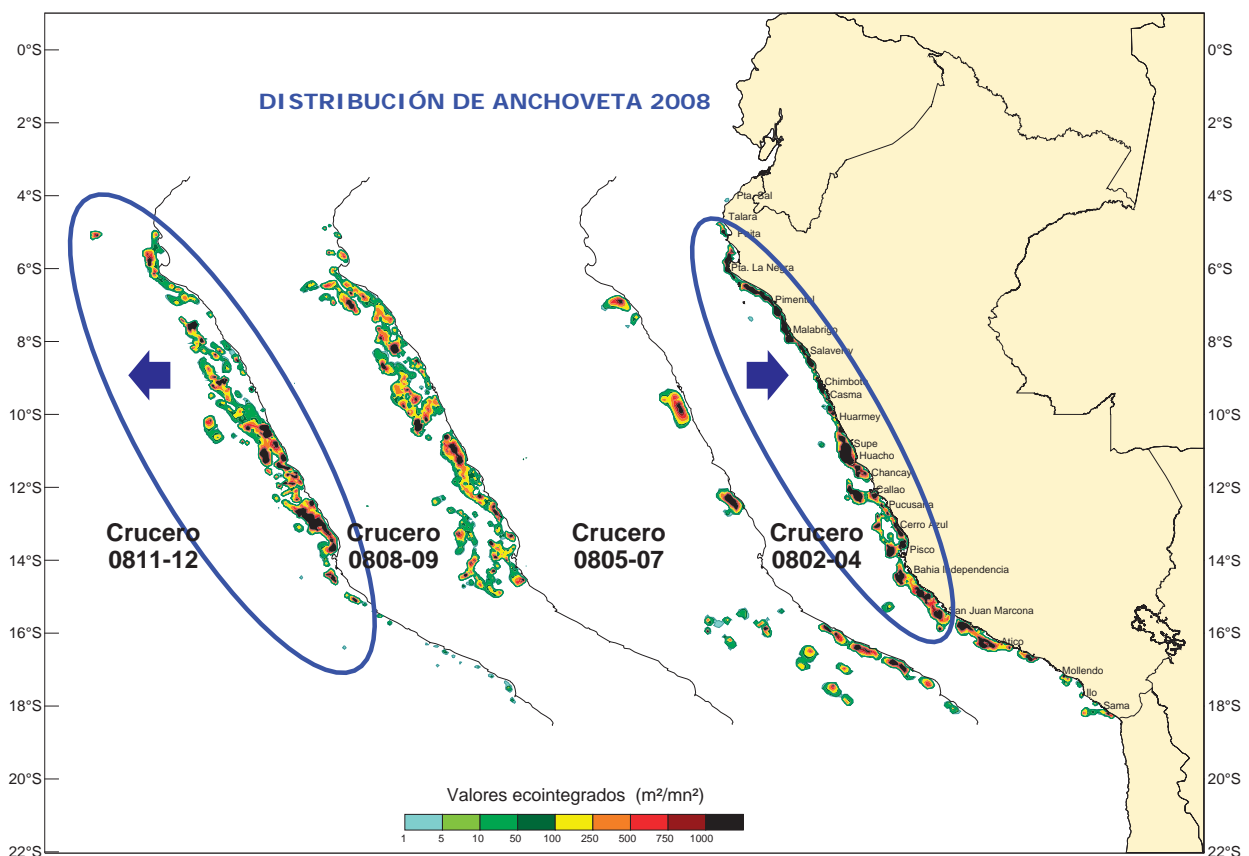 DISTRIBUCIÓN DE ANCHOVETA 2008
0°S
2°S
4°S
6°S
8°S
10°S
12°S
14°S
16°S
18°S
20°S
22°S
0°S
2°S
4°S
6°S
8°S
10°S
12°S
14°S
16°S
18°S
20°S
22°S
Pta. Sal
Talara
Paita
Pta. La Negra
Pimentel
Malabrigo
Salaverry
Chimbote
Casma
Huarmey
Supe
Huacho
Chancay
Callao
Pucusana
Cerro Azul
Pisco
Bahia Independencia
San Juan Marcona
Atico
Mollendo
Ilo
Sama
Crucero
0811-12
Crucero
0808-09
Crucero
0805-07
Crucero
0802-04
Valores ecointegrados (m²/mn²)
1 5 10 50 100 250 500 750 1000